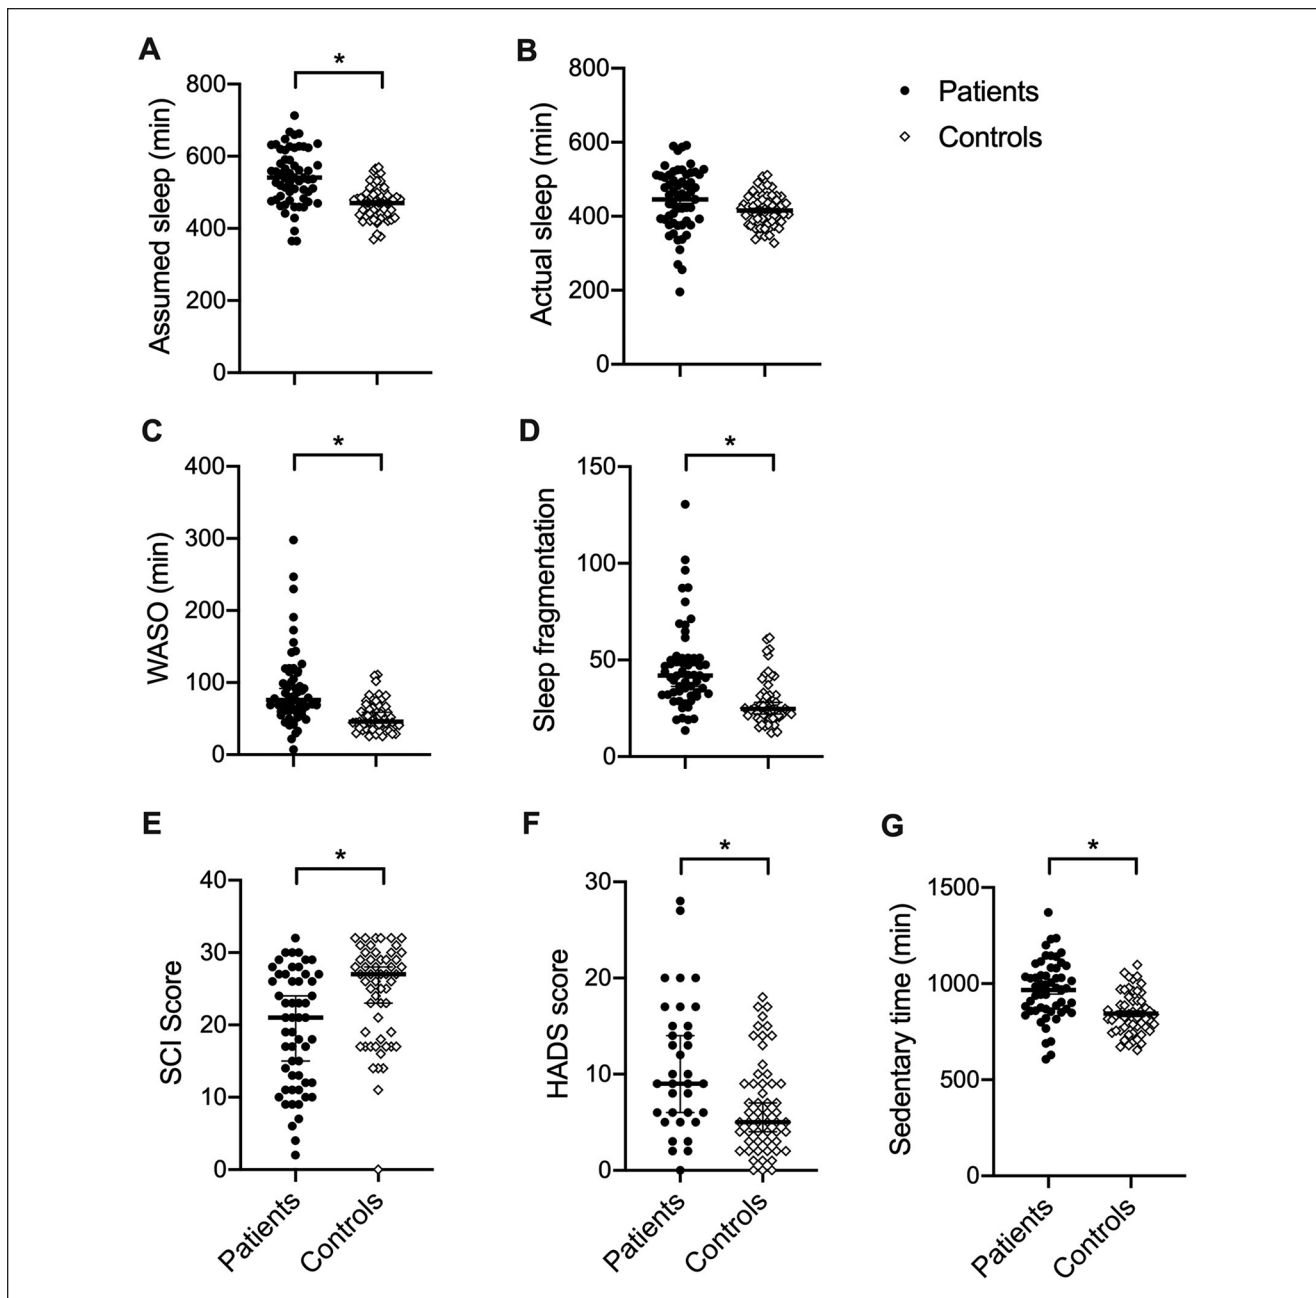 A
*
Assumed sleep (min)
800
600
400
200
0
B
Actual sleep (min)
800
600
400
200
0
Patients
Controls
C
*
WASO (min)
400
300
200
100
0
D
*
Sleep fragmentation
150
100
50
0
E
*
SCI Score
40
30
20
10
0
Patients
Controls
F
*
HADS score
30
20
10
0
Patients
Controls
G
*
Sedentary time (min)
1500
1000
500
0
Patients
Controls